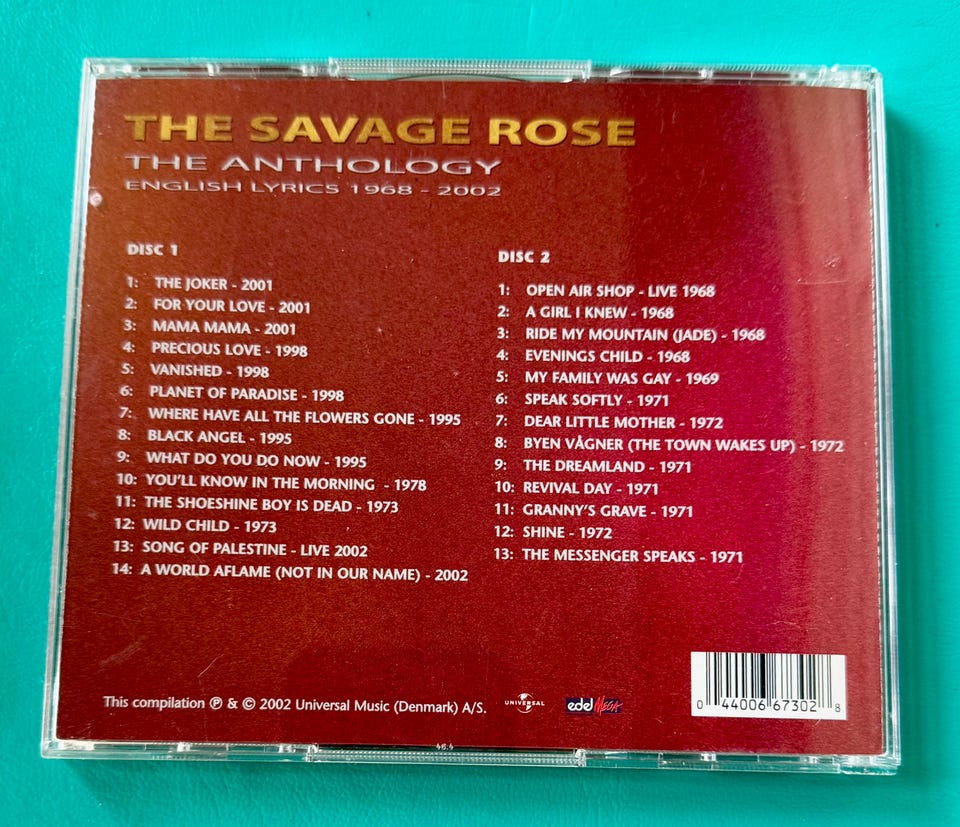 THE SAVAGE ROSE
THE ANTHOLOGY
ENGLISH LYRICS 1968 - 2002
DISC 1
1: THE JOKER - 2001
2: FOR YOUR LOVE - 2001
3: MAMA MAMA - 2001
4: PRECIOUS LOVE - 1998
5: VANISHED - 1998
6: PLANET OF PARADISE - 1998
7: WHERE HAVE ALL THE FLOWERS GONE - 1995
8: BLACK ANGEL - 1995
9: WHAT DO YOU DO NOW - 1995
10: YOU'LL KNOW IN THE MORNING - 1978
11: THE SHOESHINE BOY IS DEAD - 1973
12: WILD CHILD - 1973
13: SONG OF PALESTINE - LIVE 2002
14: A WORLD AFLAME (NOT IN OUR NAME) - 2002
DISC 2
1: OPEN AIR SHOP - LIVE 1968
2: A GIRL I KNEW - 1968
3: RIDE MY MOUNTAIN (JADE) - 1968
4: EVENINGS CHILD - 1968
5: MY FAMILY WAS GAY - 1969
6: SPEAK SOFTLY - 1971
7: DEAR LITTLE MOTHER - 1972
8: BYEN VÅGNER (THE TOWN WAKES UP) - 1972
9: THE DREAMLAND - 1971
10: REVIVAL DAY - 1971
11: GRANNY'S GRAVE - 1971
12: SHINE - 1972
13: THE MESSENGER SPEAKS - 1971
This compilation ℗ & © 2002 Universal Music (Denmark) A/S.
UNIVERSAL
edel MEGA
0 44006 67302 8
46.4